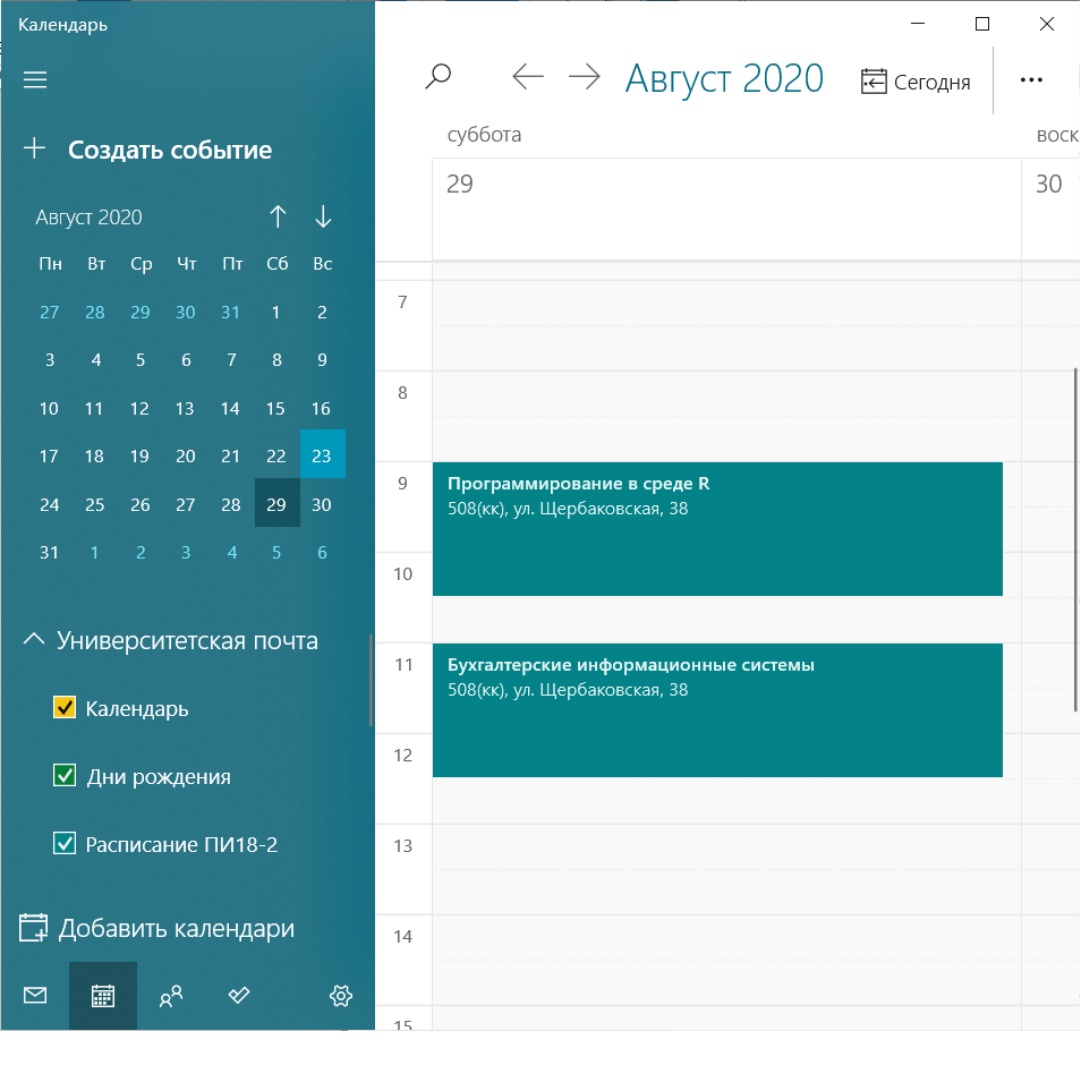 Календарь
Создать событие
Август 2020
Пн Вт Ср Чт Пт Сб Вс
27 28 29 30 31 1 2
3 4 5 6 7 8 9
10 11 12 13 14 15 16
17 18 19 20 21 22 23
24 25 26 27 28 29 30
31 1 2 3 4 5 6
Университетская почта
Календарь
Дни рождения
Расписание ПИ18-2
Добавить календари
Август 2020
Сегодня
суббота
воск
29
30
7
8
9
Программирование в среде R
508(кк), ул. Щербаковская, 38
10
11
Бухгалтерские информационные системы
508(кк), ул. Щербаковская, 38
12
13
14
15